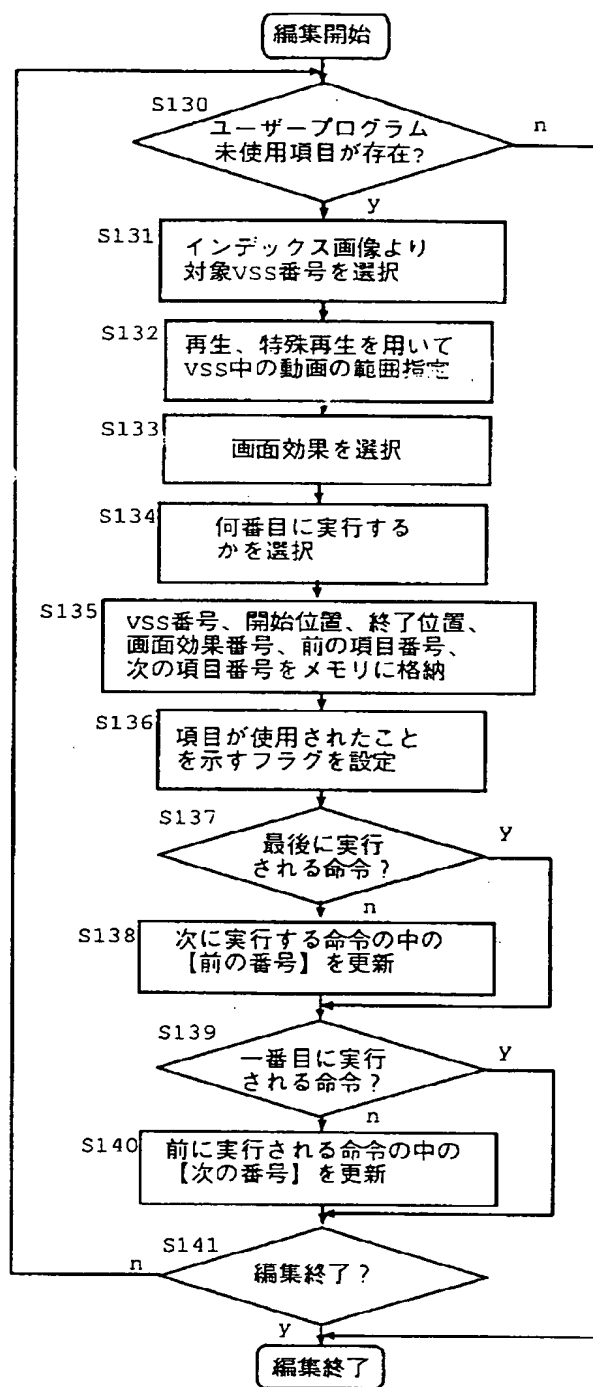 編集開始
S130
ユーザープログラム
未使用項目が存在?
n
y
S131
インデックス画像より
対象VSS番号を選択
S132
再生、特殊再生を用いて
VSS中の動画の範囲指定
S133
画面効果を選択
S134
何番目に実行する
かを選択
S135
VSS番号、開始位置、終了位置、
画面効果番号、前の項目番号、
次の項目番号をメモリに格納
S136
項目が使用されたこと
を示すフラグを設定
S137
最後に実行
される命令?
y
n
S138
次に実行する命令の中の
【前の番号】を更新
S139
一番目に実行
される命令?
y
n
S140
前に実行される命令の中の
【次の番号】を更新
S141
n
編集終了?
y
編集終了